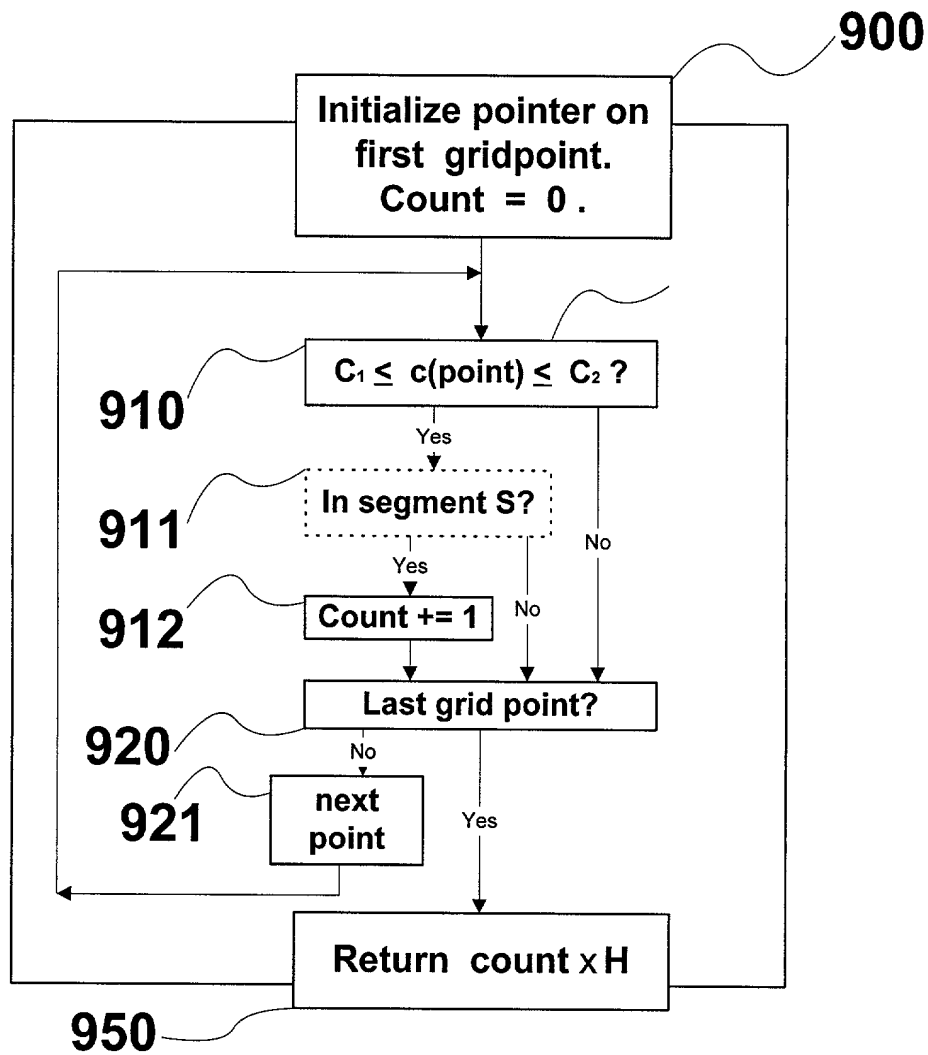 900
Initialize pointer on
first gridpoint.
Count = 0 .
C₁ ≤ c(point) ≤ C₂ ?
910
Yes
In segment S?
911
No
Yes
Count += 1
No
912
Last grid point?
920
No
next
point
921
Yes
Return count x H
950